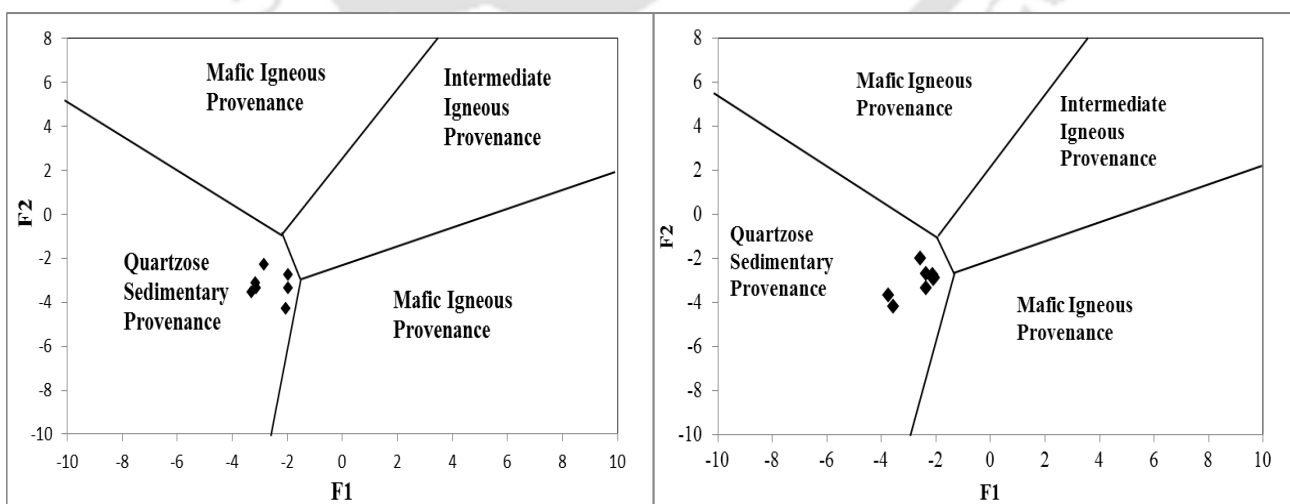 8
6
4
2
0
-2
-4
-6
-8
-10
F2
Mafic Igneous
Provenance
Intermediate
Igneous
Provenance
Quartzose
Sedimentary
Provenance
Mafic Igneous
Provenance
-10 -8 -6 -4 -2 0 2 4 6 8 10
F1
8
6
4
2
0
-2
-4
-6
-8
-10
F2
Mafic Igneous
Provenance
Intermediate
Igneous
Provenance
Quartzose
Sedimentary
Provenance
Mafic Igneous
Provenance
-10 -8 -6 -4 -2 0 2 4 6 8 10
F1